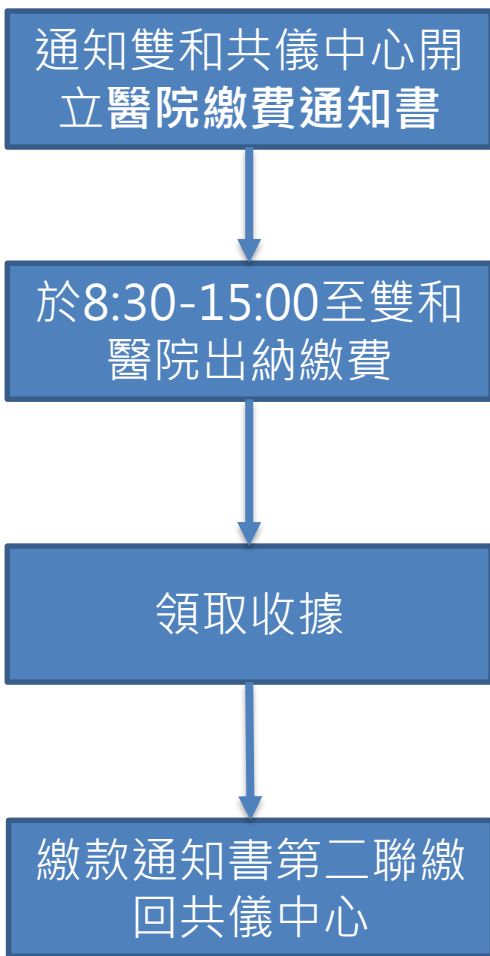 通知雙和共儀中心開
立醫院繳費通知書
於8:30-15:00至雙和
醫院出納繳費
領取收據
繳款通知書第二聯繳
回共儀中心